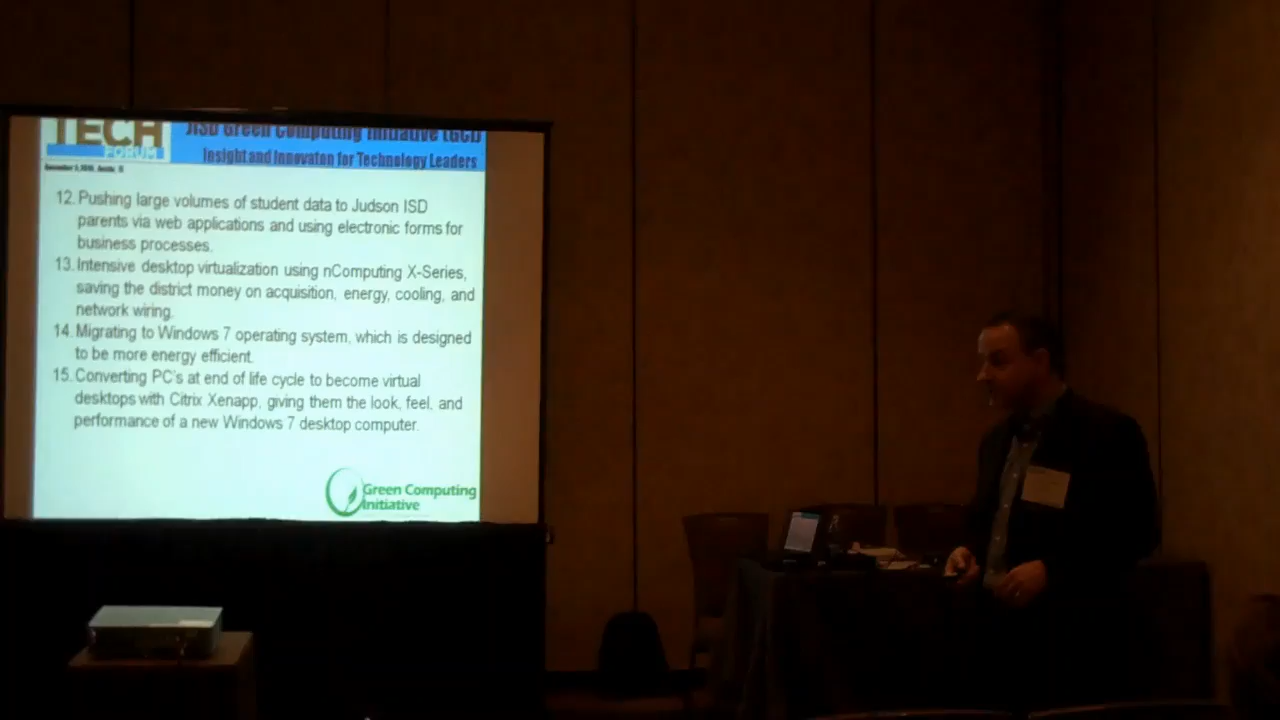 TECH
FORUM
JISD Green Computing Initiative (GCI)
Insight and Innovaton for Technology Leaders
12. Pushing large volumes of student data to Judson ISD
parents via web applications and using electronic forms for
business processes.
13. Intensive desktop virtualization using nComputing X-Series,
saving the district money on acquisition, energy, cooling, and
network wiring.
14. Migrating to Windows 7 operating system, which is designed
to be more energy efficient.
15. Converting PC's at end of life cycle to become virtual
desktops with Citrix Xenapp, giving them the look, feel, and
performance of a new Windows 7 desktop computer.
Green Computing
Initiative